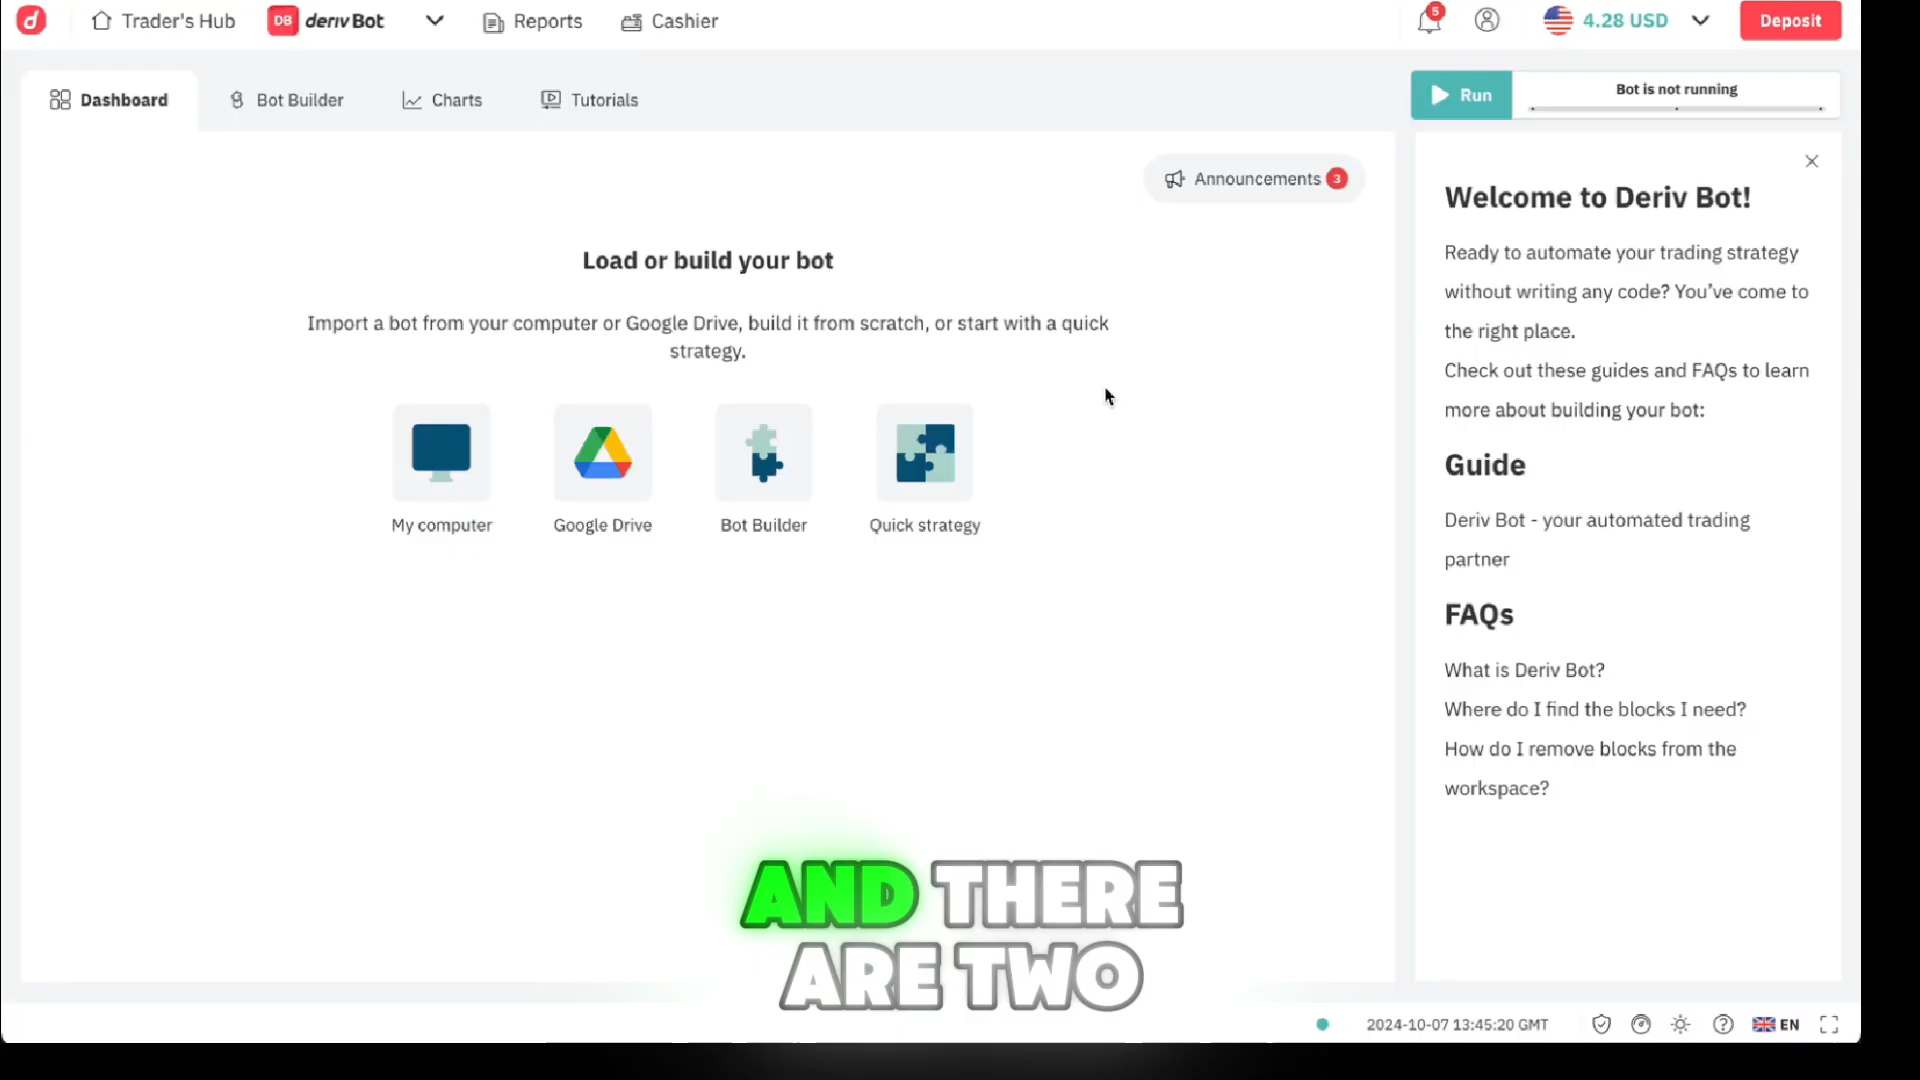 Trader's Hub
DB deriv Bot
Reports
Cashier
5
4.28 USD
Deposit
Dashboard
Bot Builder
Charts
Tutorials
Run
Bot is not running
Announcements 3
Load or build your bot
Import a bot from your computer or Google Drive, build it from scratch, or start with a quick
strategy.
My computer
Google Drive
Bot Builder
Quick strategy
Welcome to Deriv Bot!
Ready to automate your trading strategy
without writing any code? You've come to
the right place.
Check out these guides and FAQs to learn
more about building your bot:
Guide
Deriv Bot - your automated trading
partner
FAQs
What is Deriv Bot?
Where do I find the blocks I need?
How do I remove blocks from the
workspace?
AND THERE
ARE TWO
2024-10-07 13:45:20 GMT
EN